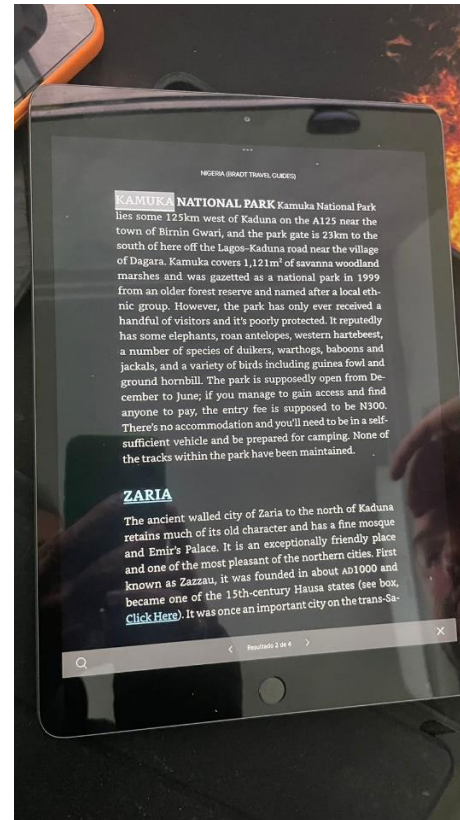 NIGERIA (BRADT TRAVEL GUIDES)
KAMUKA NATIONAL PARK Kamuka National Park
lies some 125km west of Kaduna on the A125 near the
town of Birnin Gwari, and the park gate is 23km to the
south of here off the Lagos–Kaduna road near the village
of Dagara. Kamuka covers 1,121m² of savanna woodland
marshes and was gazetted as a national park in 1999
from an older forest reserve and named after a local eth-
nic group. However, the park has only ever received a
handful of visitors and it's poorly protected. It reputedly
has some elephants, roan antelopes, western hartebeest,
a number of species of duikers, warthogs, baboons and
jackals, and a variety of birds including guinea fowl and
ground hornbill. The park is supposedly open from De-
cember to June; if you manage to gain access and find
anyone to pay, the entry fee is supposed to be N300.
There's no accommodation and you'll need to be in a self-
sufficient vehicle and be prepared for camping. None of
the tracks within the park have been maintained.
ZARIA
The ancient walled city of Zaria to the north of Kaduna
retains much of its old character and has a fine mosque
and Emir's Palace. It is an exceptionally friendly place
and one of the most pleasant of the northern cities. First
known as Zazzau, it was founded in about AD1000 and
became one of the 15th-century Hausa states (see box,
Click Here). It was once an important city on the trans-Sa-
Resultado 2 de 4